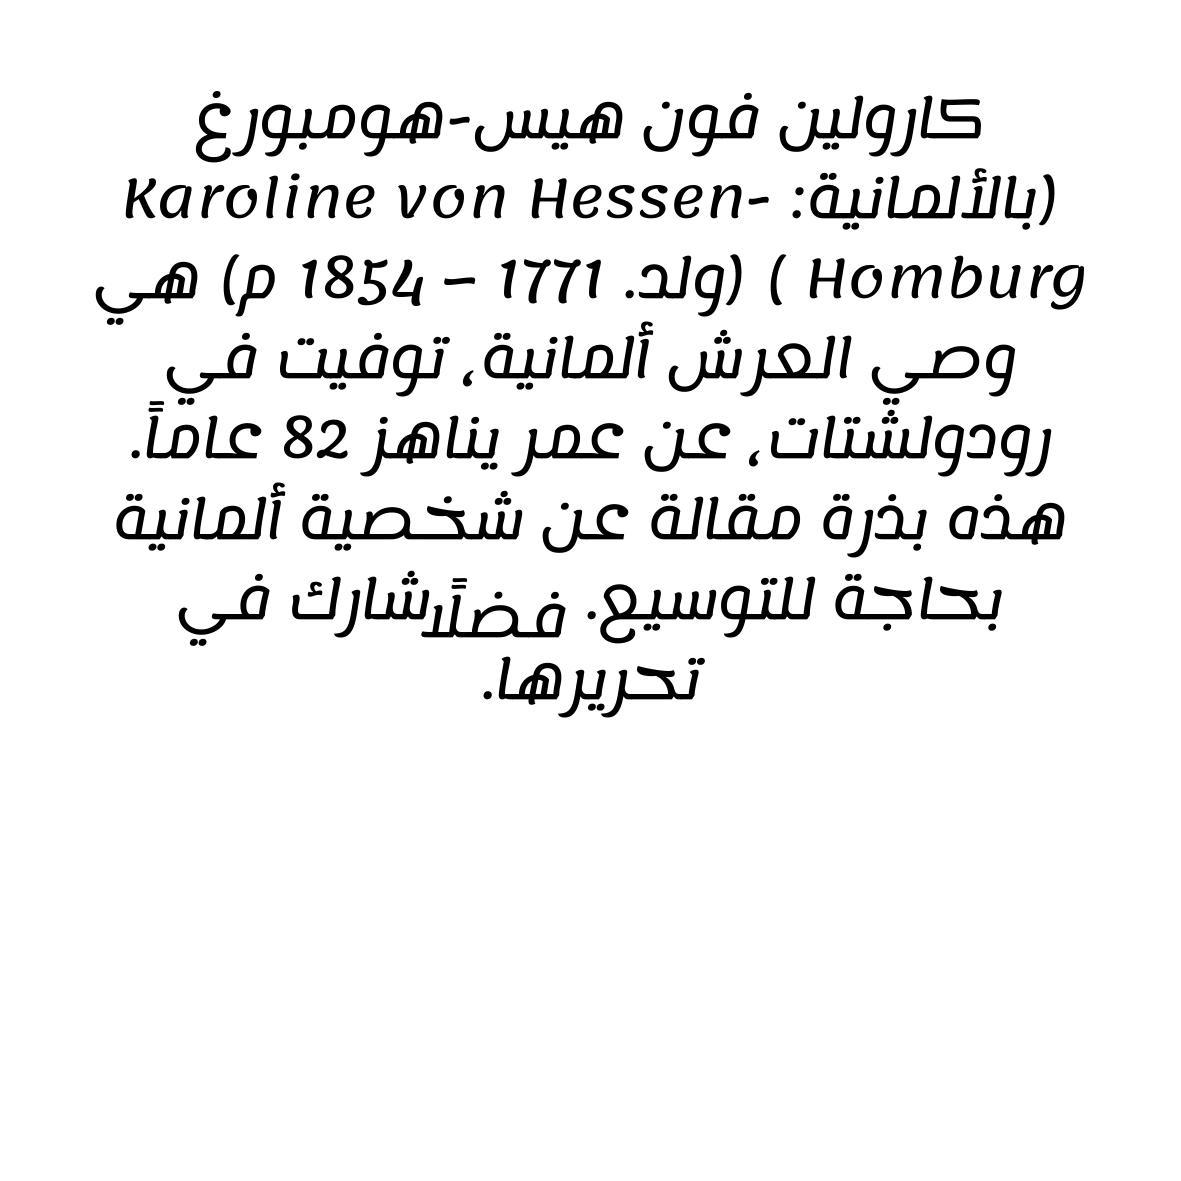 كارولين فون هيس-هومبورغ
(بالألمانية: Karoline von Hessen-
Homburg ) (ولد. 1771 – 1854 م) هي
وصي العرش ألمانية، توفيت في
رودولشتات، عن عمر يناهز 82 عاماً.
هذه بذرة مقالة عن شخصية ألمانية
بحاجة للتوسيع. فضلًا شارك في
تحريرها.